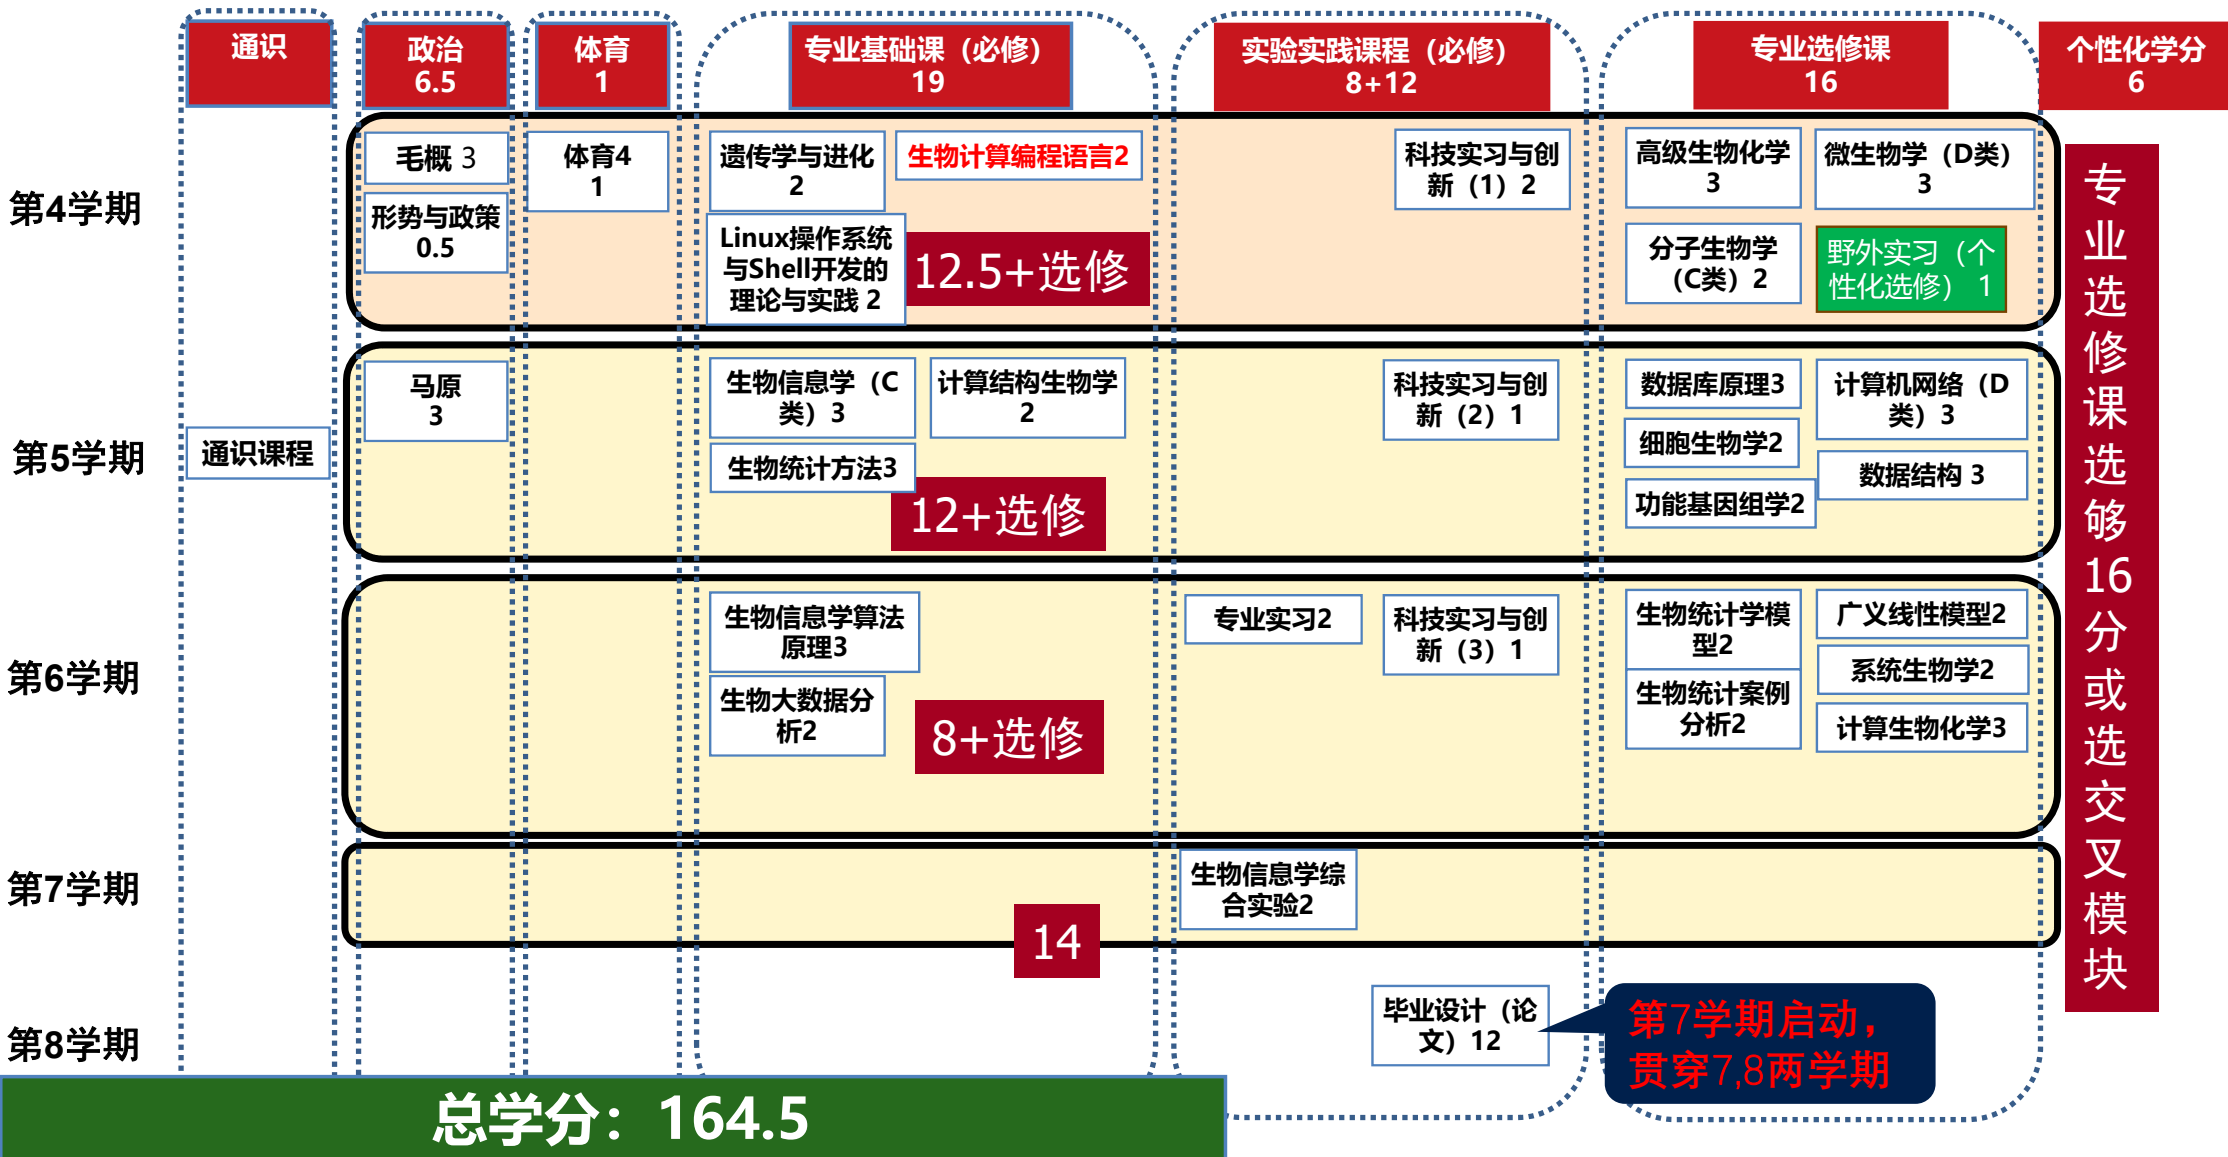 通识
政治
6.5
体育
1
专业基础课（必修）
19
实验实践课程（必修）
8+12
专业选修课
16
个性化学分
6
第4学期
毛概 3
形势与政策
0.5
体育4
1
遗传学与进化
2
生物计算编程语言2
Linux操作系统
与Shell开发的
理论与实践 2
12.5+选修
科技实习与创
新（1）2
高级生物化学
3
微生物学（D类）
3
分子生物学
（C类）2
野外实习（个
性化选修） 1
第5学期
通识课程
马原
3
生物信息学（C
类）3
计算结构生物学
2
生物统计方法3
12+选修
科技实习与创
新（2）1
数据库原理3
计算机网络（D
类）3
细胞生物学2
数据结构 3
功能基因组学2
第6学期
生物信息学算法
原理3
生物大数据分
析2
8+选修
专业实习2
科技实习与创
新（3）1
生物统计学模
型2
广义线性模型2
系统生物学2
生物统计案例
分析2
计算生物化学3
第7学期
生物信息学综
合实验2
14
第8学期
毕业设计（论
文）12
第7学期启动，
贯穿7,8两学期
专
业
选
修
课
选
够
16
分
或
选
交
叉
模
块
总学分：164.5